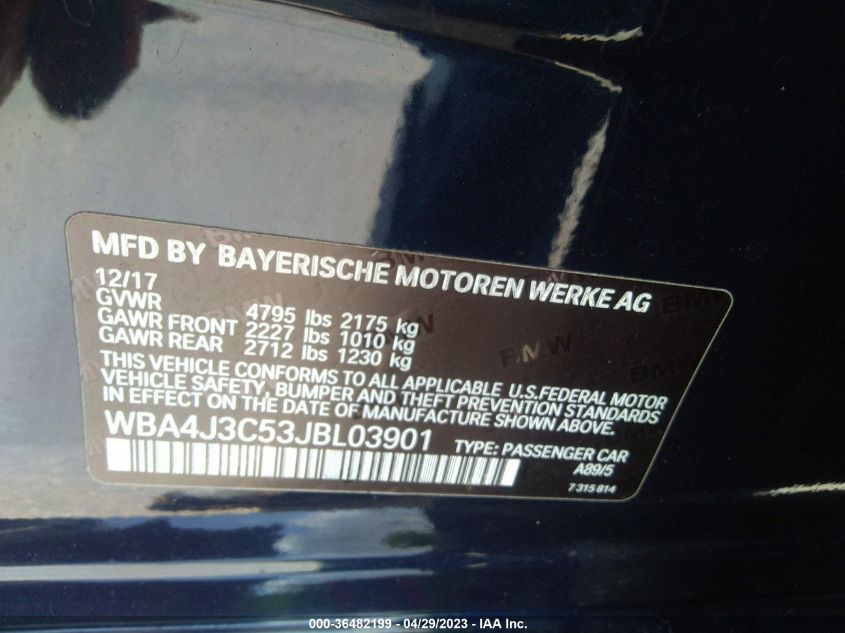 MFD BY BAYERISCHE MOTOREN WERKE AG
12/17
GVWR 4795 lbs 2175 kg
GAWR FRONT 2227 lbs 1010 kg
GAWR REAR 2712 lbs 1230 kg
THIS VEHICLE CONFORMS TO ALL APPLICABLE U.S.FEDERAL MOTOR
VEHICLE SAFETY, BUMPER AND THEFT PREVENTION STANDARDS
IN EFFECT ON THE DATE OF MANUFACTURE SHOWN ABOVE.
WBA4J3C53JBL03901 TYPE: PASSENGER CAR
A89/5
7 315 814
000-36482199 - 04/29/2023 - IAA Inc.